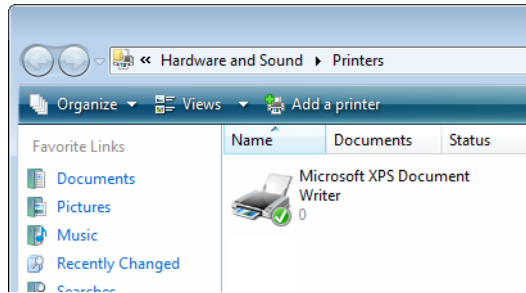 « Hardware and Sound ▸ Printers
Organize Views Add a printer
Favorite Links
Documents
Pictures
Music
Recently Changed
Searches
Name Documents Status
Microsoft XPS Document
Writer
0